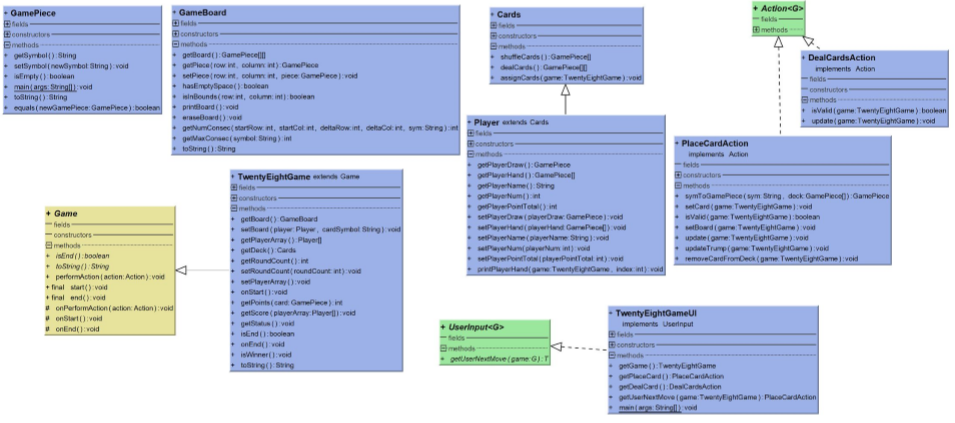 + GamePiece
fields
constructors
methods
+ getSymbol ( ) : String
+ setSymbol ( newSymbol: String ) : void
+ isEmpty ( ) : boolean
+ main ( args: String[] ) : void
+ toString ( ) : String
+ equals ( newGamePiece: GamePiece ) : boolean
+ GameBoard
fields
constructors
methods
+ getBoard ( ) : GamePiece[][]
+ getPiece ( row: int , column: int ) : GamePiece
+ setPiece ( row: int , column: int , piece: GamePiece ) : void
+ hasEmptySpace ( ) : boolean
+ isInBounds ( row: int , column: int ) : boolean
+ printBoard ( ) : void
+ eraseBoard ( ) : void
+ getNumConsec ( startRow: int , startCol: int , deltaRow: int , deltaCol: int , sym: String ) : int
+ getMaxConsec ( symbol: String ) : int
+ toString ( ) : String
+ Cards
fields
constructors
methods
+ shuffleCards ( ) : GamePiece[]
+ dealCards ( ) : GamePiece[][]
+ assignCards ( game: TwentyEightGame ) : void
+ Action<G>
fields
methods
+ DealCardsAction
implements Action
fields
constructors
methods
+ isValid ( game: TwentyEightGame ) : boolean
+ update ( game: TwentyEightGame ) : void
+ Player extends Cards
fields
constructors
methods
+ getPlayerDraw ( ) : GamePiece
+ getPlayerHand ( ) : GamePiece[]
+ getPlayerName ( ) : String
+ getPlayerNum ( ) : int
+ getPlayerPointTotal ( ) : int
+ setPlayerDraw ( playerDraw: GamePiece ) : void
+ setPlayerHand ( playerHand: GamePiece[] ) : void
+ setPlayerName ( playerName: String ) : void
+ setPlayerNum ( playerNum: int ) : void
+ setPlayerPointTotal ( playerPointTotal: int ) : void
+ printPlayerHand ( game: TwentyEightGame , index: int ) : void
+ PlaceCardAction
implements Action
fields
constructors
methods
+ symToGamePiece ( sym: String , deck: GamePiece[] ) : GamePiece
+ setCard ( game: TwentyEightGame ) : void
+ isValid ( game: TwentyEightGame ) : boolean
+ setBoard ( game: TwentyEightGame ) : void
+ update ( game: TwentyEightGame ) : void
+ updateTrump ( game: TwentyEightGame ) : void
+ removeCardFromDeck ( game: TwentyEightGame ) : void
+ Game
fields
constructors
methods
+ isEnd ( ) : boolean
+ toString ( ) : String
+ performAction ( action: Action ) : void
+ final start ( ) : void
+ final end ( ) : void
# onPerformAction ( action: Action ) : void
# onStart ( ) : void
# onEnd ( ) : void
+ TwentyEightGame extends Game
fields
constructors
methods
+ getBoard ( ) : GameBoard
+ setBoard ( player: Player , cardSymbol: String ) : void
+ getPlayerArray ( ) : Player[]
+ getDeck ( ) : Cards
+ getRoundCount ( ) : int
+ setRoundCount ( roundCount: int ) : void
+ setPlayerArray ( ) : void
+ onStart ( ) : void
+ getPoints ( card: GamePiece ) : int
+ getScore ( playerArray: Player[] ) : void
+ getStatus ( ) : void
+ isEnd ( ) : boolean
+ onEnd ( ) : void
+ isWinner ( ) : void
+ toString ( ) : String
+ UserInput<G>
fields
methods
+ getUserNextMove ( game: G ) : T
+ TwentyEightGameUI
implements UserInput
fields
constructors
methods
+ getGame ( ) : TwentyEightGame
+ getPlaceCard ( ) : PlaceCardAction
+ getDealCard ( ) : DealCardsAction
+ getUserNextMove ( game: TwentyEightGame ) : PlaceCardAction
+ main ( args: String[] ) : void